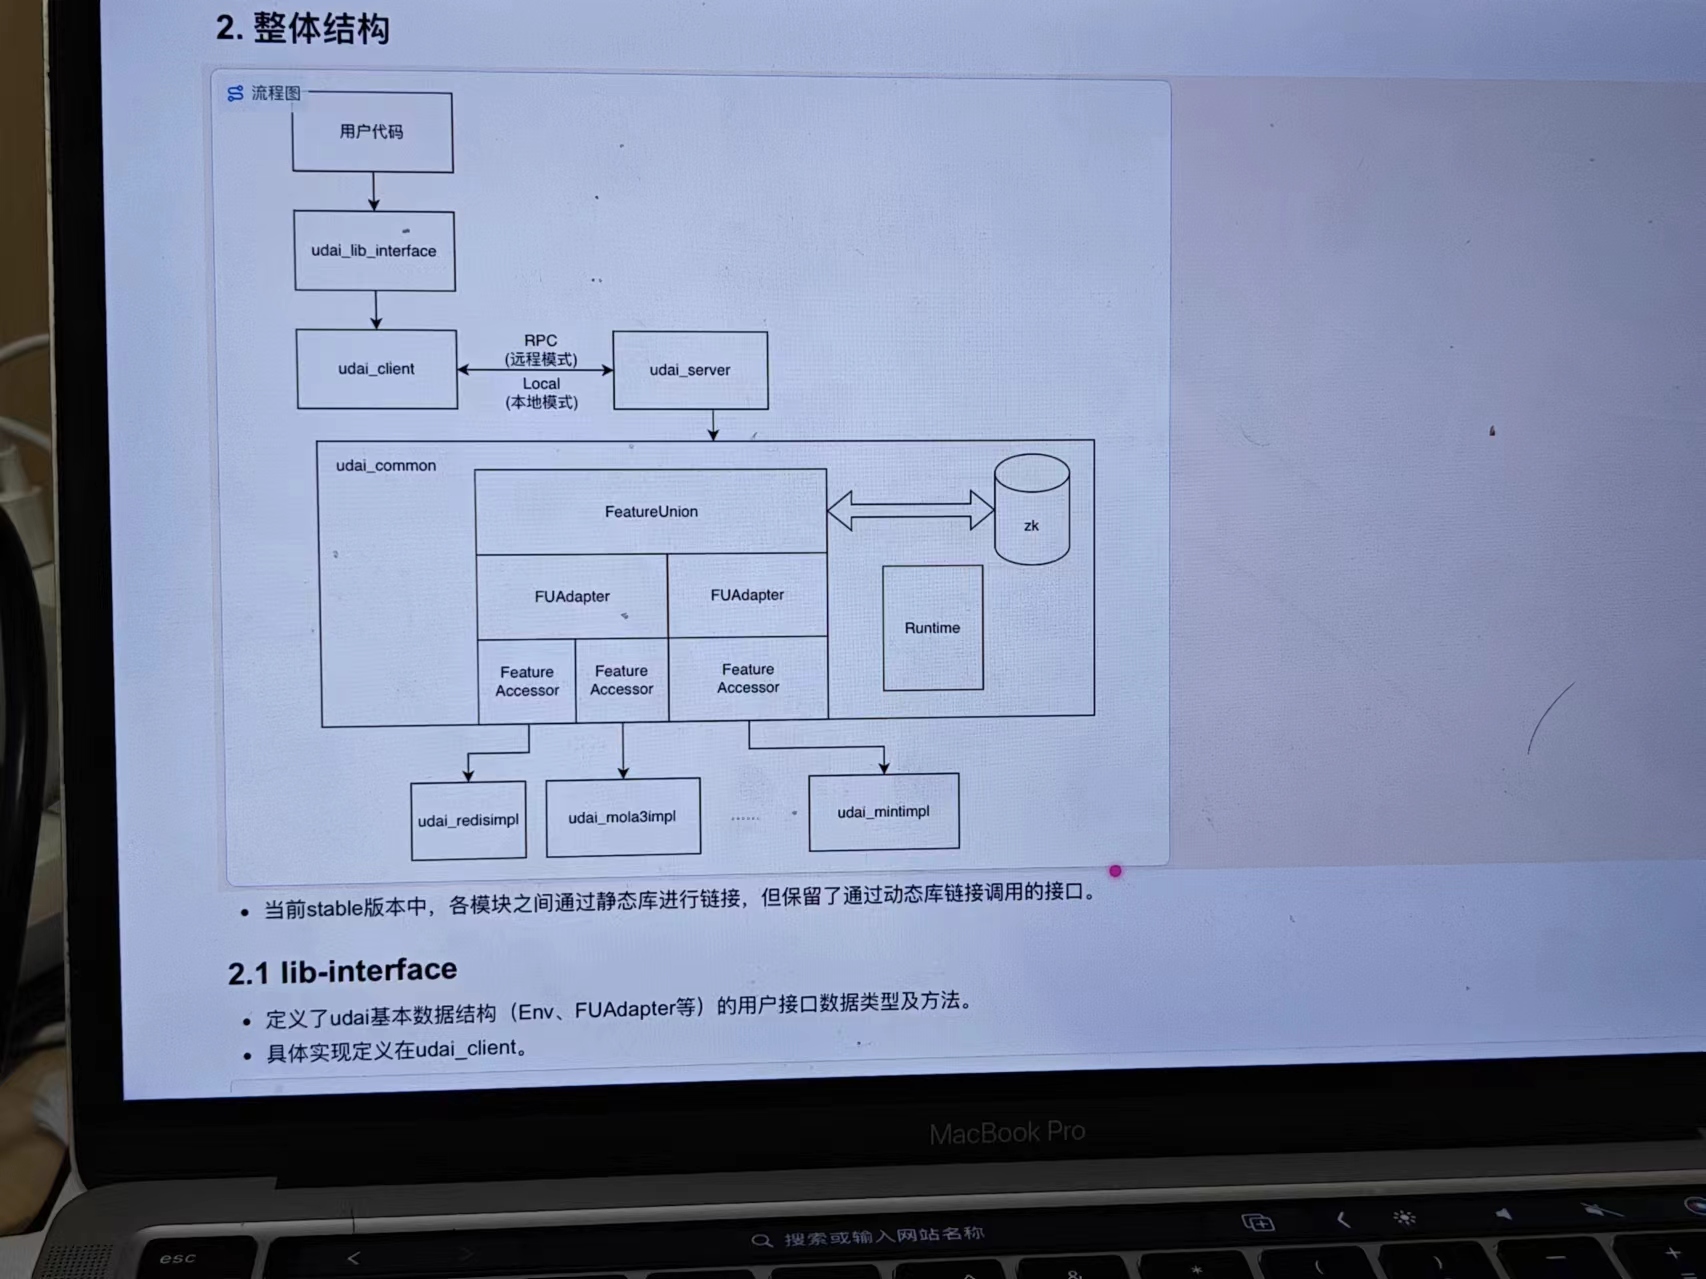 2. 整体结构
流程图
用户代码
udai_lib_interface
udai_client
RPC
(远程模式)
Local
(本地模式)
udai_server
udai_common
FeatureUnion
zk
FUAdapter
FUAdapter
Runtime
Feature
Accessor
Feature
Accessor
Feature
Accessor
udai_redisimpl
udai_mola3impl
......
udai_mintimpl
• 当前stable版本中，各模块之间通过静态库进行链接，但保留了通过动态库链接调用的接口。
2.1 lib-interface
• 定义了udai基本数据结构（Env、FUAdapter等）的用户接口数据类型及方法。
• 具体实现定义在udai_client。
MacBook Pro
esc
搜索或输入网站名称
^
&
*
(
)
—
+